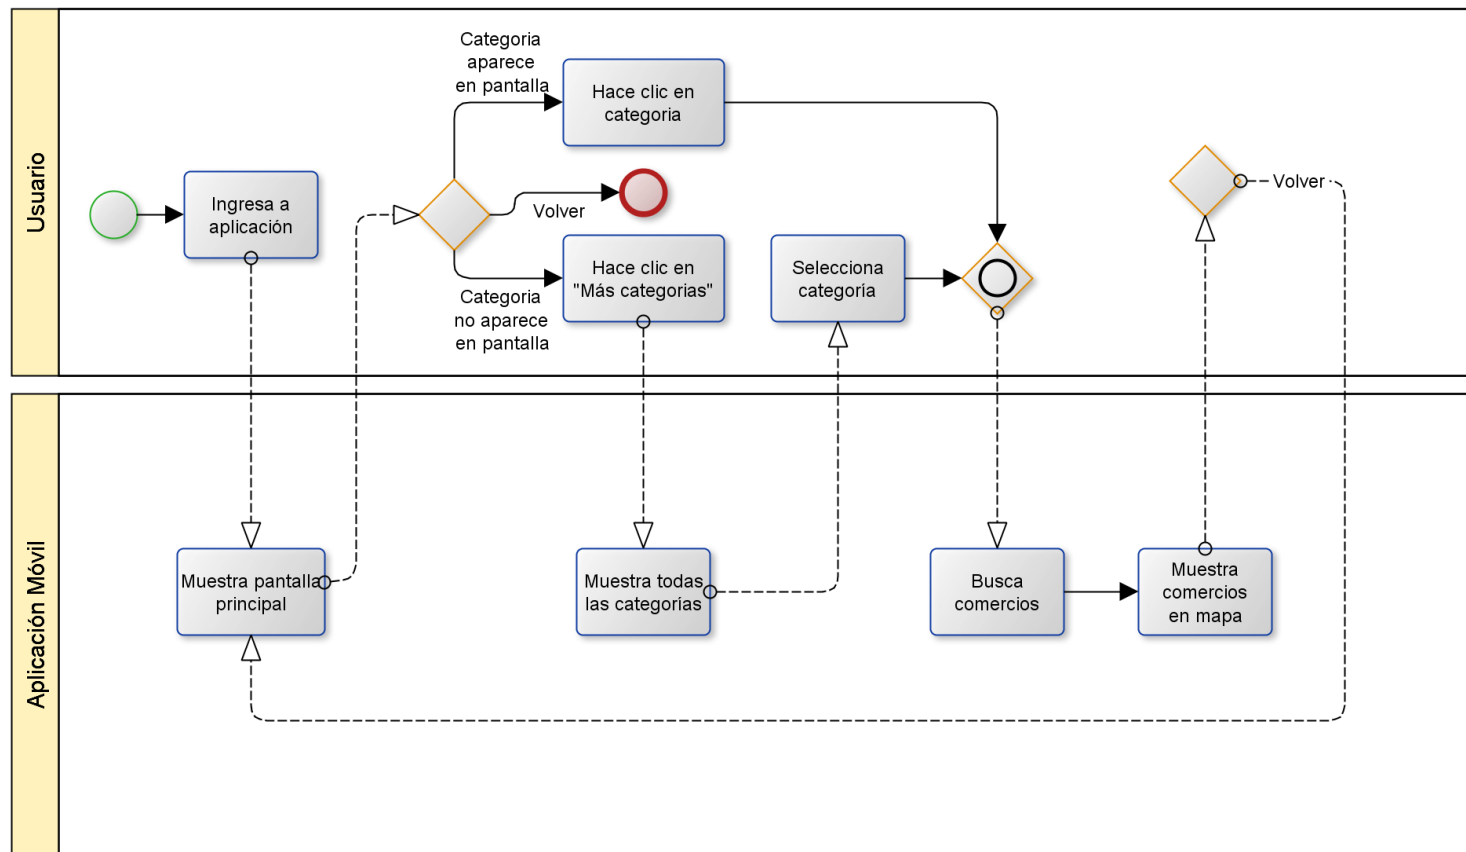 Usuario
Ingresa a
aplicación
Categoria
aparece
en pantalla
Hace clic en
categoria
Volver
Categoria
no aparece
en pantalla
Hace clic en
"Más categorias"
Selecciona
categoría
Volver
Aplicación Móvil
Muestra pantalla
principal
Muestra todas
las categorías
Busca
comercios
Muestra
comercios
en mapa